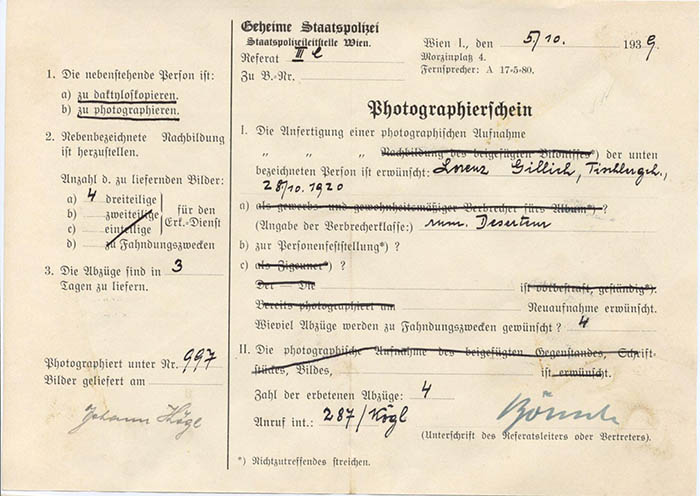 Geheime Staatspolizei
Staatspolizeileitstelle Wien.
Referat III
Zu B.-Nr.
Wien I., den 5/10. 1939.
Morzinplatz 4.
Fernsprecher: A 17-5-80.
1. Die nebenstehende Person ist:
a) zu daktyloskopieren.
b) zu photographieren.
2. Nebenbezeichnete Nachbildung
ist herzustellen.
Anzahl d. zu liefernden Bilder:
a) 4 dreiteilige
b) zweiteilige
c) einteilige
für den
Erk.-Dienst
d) zu Fahndungszwecken
3. Die Abzüge sind in 3
Tagen zu liefern.
Photographiert unter Nr. 997
Bilder geliefert am
Johann Högl
Photographierschein
I. Die Anfertigung einer photographischen Aufnahme
„ „ „ Nachbildung des beigefügten Bildnisses*) der unten
bezeichneten Person ist erwünscht: Lorenz Gillich, Tischlergeh.,
28/10. 1920
a) als gewerbs- und gewohnheitsmäßiger Verbrecher fürs Album*) ?
(Angabe der Verbrecherklasse:) rum. Deserteur
b) zur Personenfeststellung*) ?
c) als Zigeuner*) ?
Der — Die ist vorbestraft, geständig*).
Bereits photographiert am Neuaufnahme erwünscht.
Wieviel Abzüge werden zu Fahndungszwecken gewünscht ? 4
II. Die photographische Aufnahme des beigefügten Gegenstandes, Schrift-
stückes, Bildes, ist erwünscht.
Zahl der erbetenen Abzüge: 4
Anruf int.: 287/Kögl
(Unterschrift des Referatsleiters oder Vertreters).
*) Nichtzutreffendes streichen.